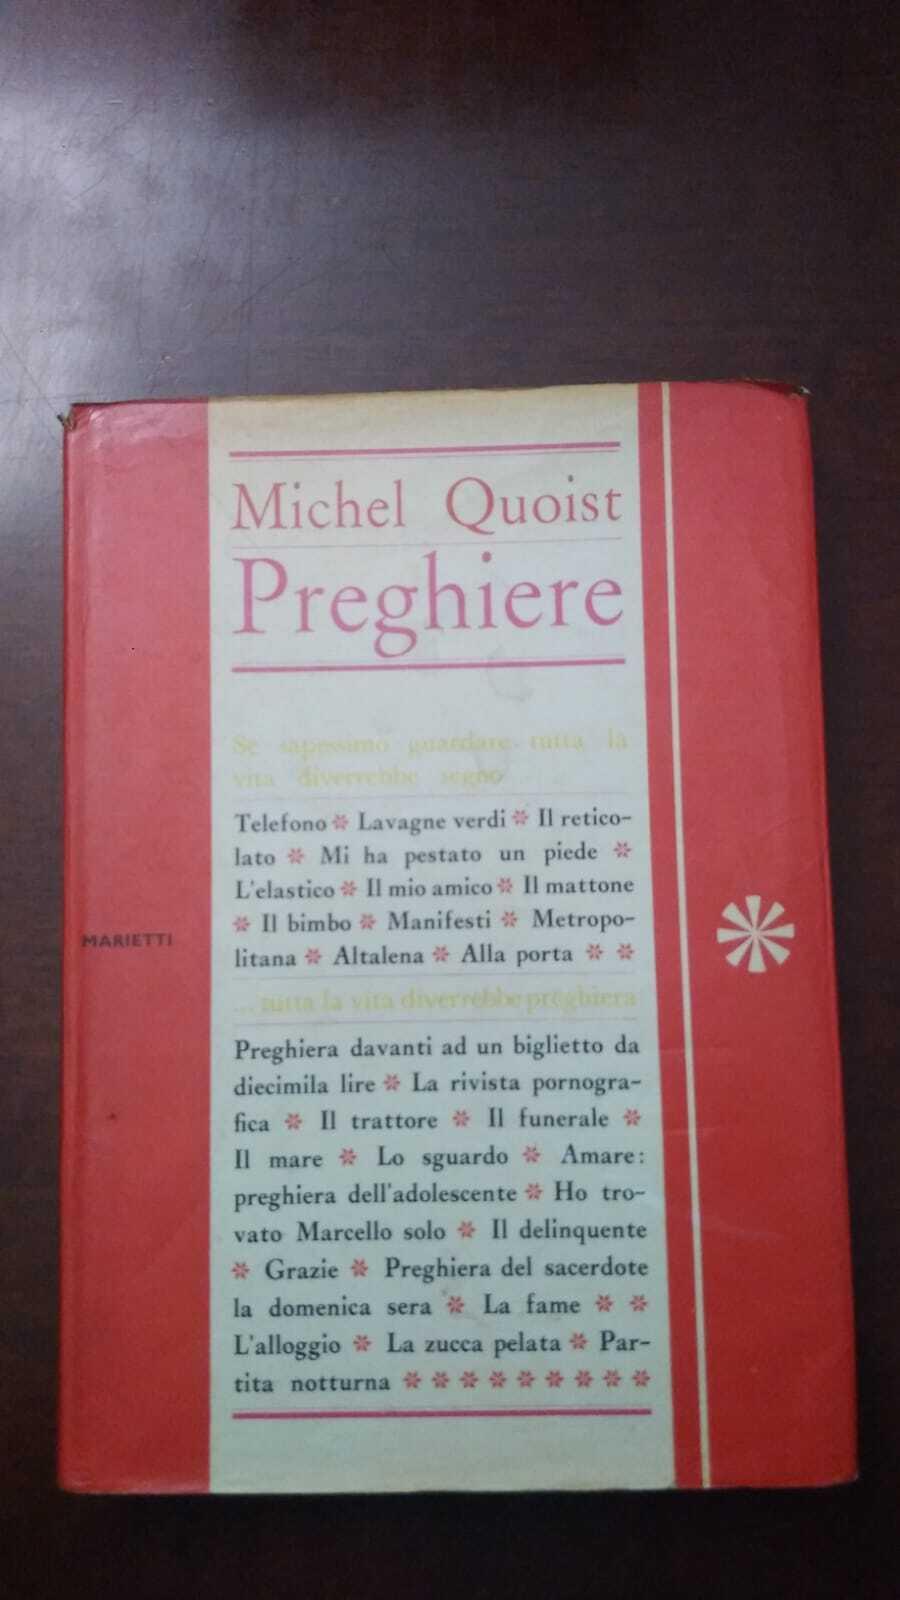 Michel Quoist
Preghiere
Se sapessimo guardare tutta la
vita diverrebbe segno
Telefono * Lavagne verdi * Il retico-
lato * Mi ha pestato un piede *
L'elastico * Il mio amico * Il mattone
* Il bimbo * Manifesti * Metropo-
litana * Altalena * Alla porta * *
... tutta la vita diverrebbe preghiera
Preghiera davanti ad un biglietto da
diecimila lire * La rivista pornogra-
fica * Il trattore * Il funerale *
Il mare * Lo sguardo * Amare:
preghiera dell'adolescente * Ho tro-
vato Marcello solo * Il delinquente
* Grazie * Preghiera del sacerdote
la domenica sera * La fame * *
L'alloggio * La zucca pelata * Par-
tita notturna * * * * * * * * *
MARIETTI